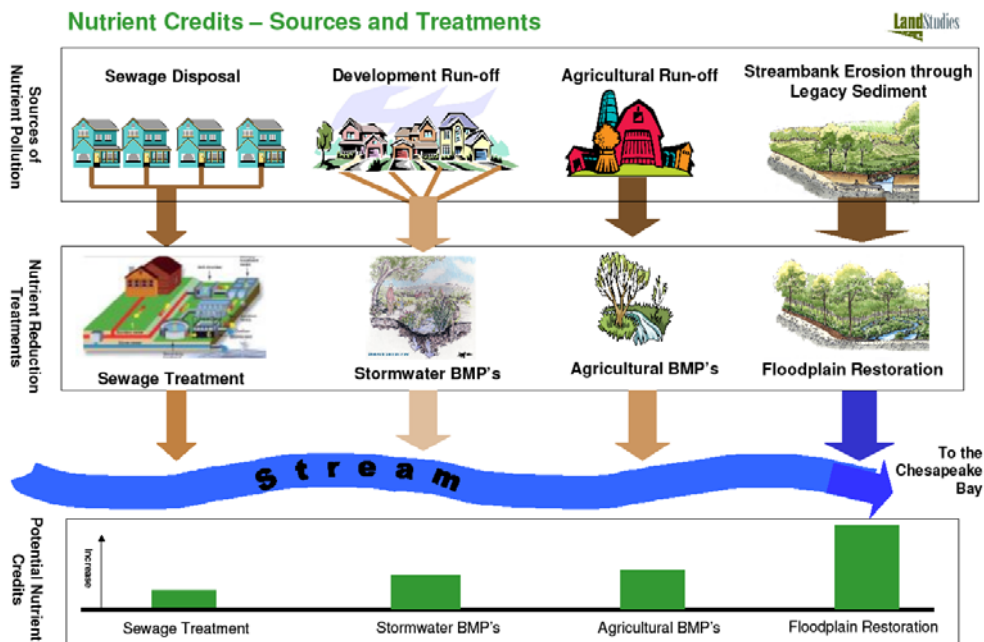 Nutrient Credits – Sources and Treatments
LandStudies
Sources of
Nutrient Pollution
Sewage Disposal
Development Run-off
Agricultural Run-off
Streambank Erosion through
Legacy Sediment
Nutrient Reduction
Treatments
Sewage Treatment
Stormwater BMP's
Agricultural BMP's
Floodplain Restoration
Stream
To the
Chesapeake
Bay
Potential Nutrient
Credits
Increase
Sewage Treatment
Stormwater BMP's
Agricultural BMP's
Floodplain Restoration